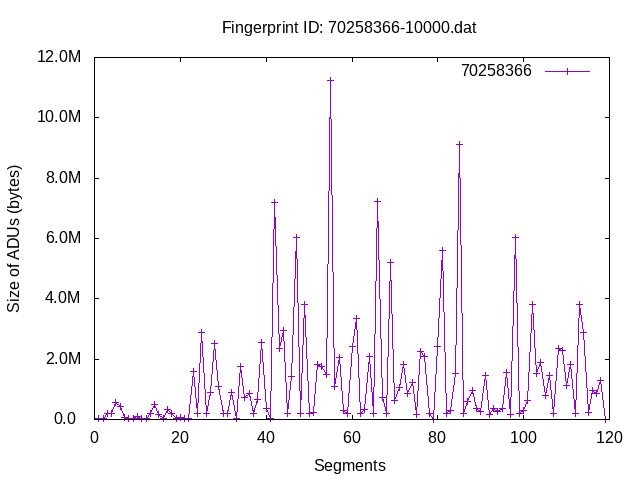 Fingerprint ID: 70258366-10000.dat
12.0M
70258366
10.0M
8.0M
6.0M
4.0M
2.0M
0.0
Size of ADUs (bytes)
0 20 40 60 80 100 120
Segments